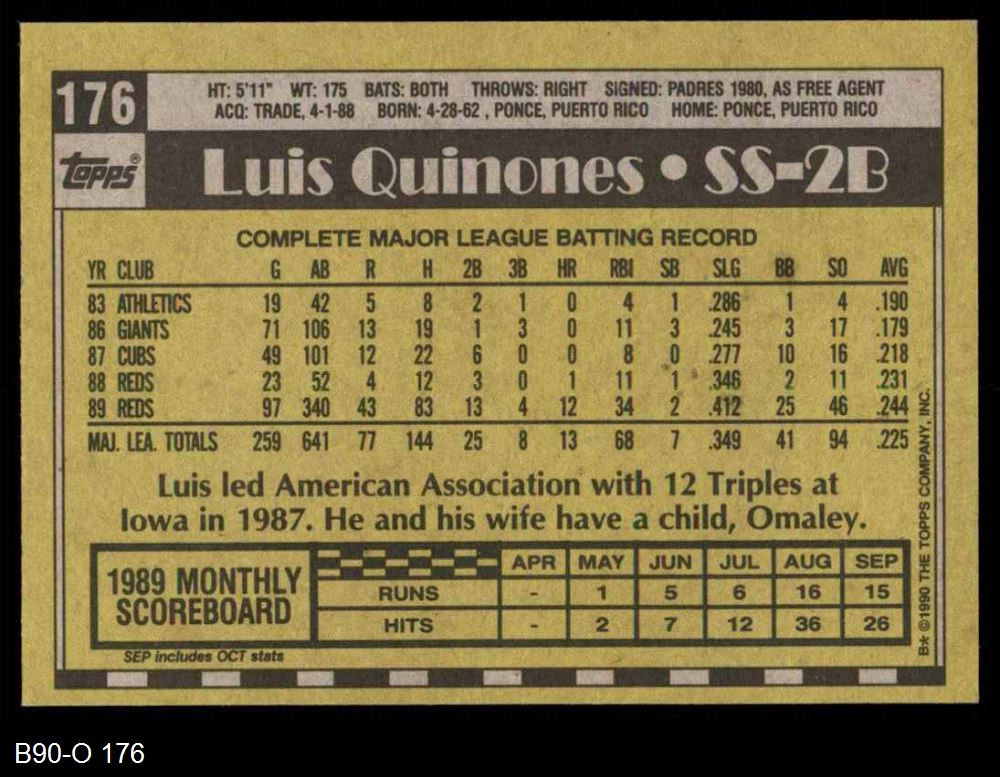 176
HT: 5'11" WT: 175 BATS: BOTH THROWS: RIGHT SIGNED: PADRES 1980, AS FREE AGENT
ACQ: TRADE, 4-1-88 BORN: 4-28-62 , PONCE, PUERTO RICO HOME: PONCE, PUERTO RICO
Topps®
Luis Quinones • SS-2B
COMPLETE MAJOR LEAGUE BATTING RECORD
YR CLUB G AB R H 2B 3B HR RBI SB SLG BB SO AVG
83 ATHLETICS 19 42 5 8 2 1 0 4 1 .286 1 4 .190
86 GIANTS 71 106 13 19 1 3 0 11 3 .245 3 17 .179
87 CUBS 49 101 12 22 6 0 0 8 0 .277 10 16 .218
88 REDS 23 52 4 12 3 0 1 11 1 .346 2 11 .231
89 REDS 97 340 43 83 13 4 12 34 2 .412 25 46 .244
MAJ. LEA. TOTALS 259 641 77 144 25 8 13 68 7 .349 41 94 .225
Luis led American Association with 12 Triples at
Iowa in 1987. He and his wife have a child, Omaley.
1989 MONTHLY
SCOREBOARD
APR MAY JUN JUL AUG SEP
RUNS - 1 5 6 16 15
HITS - 2 7 12 36 26
SEP includes OCT stats
B* ©1990 THE TOPPS COMPANY, INC.
B90-O 176